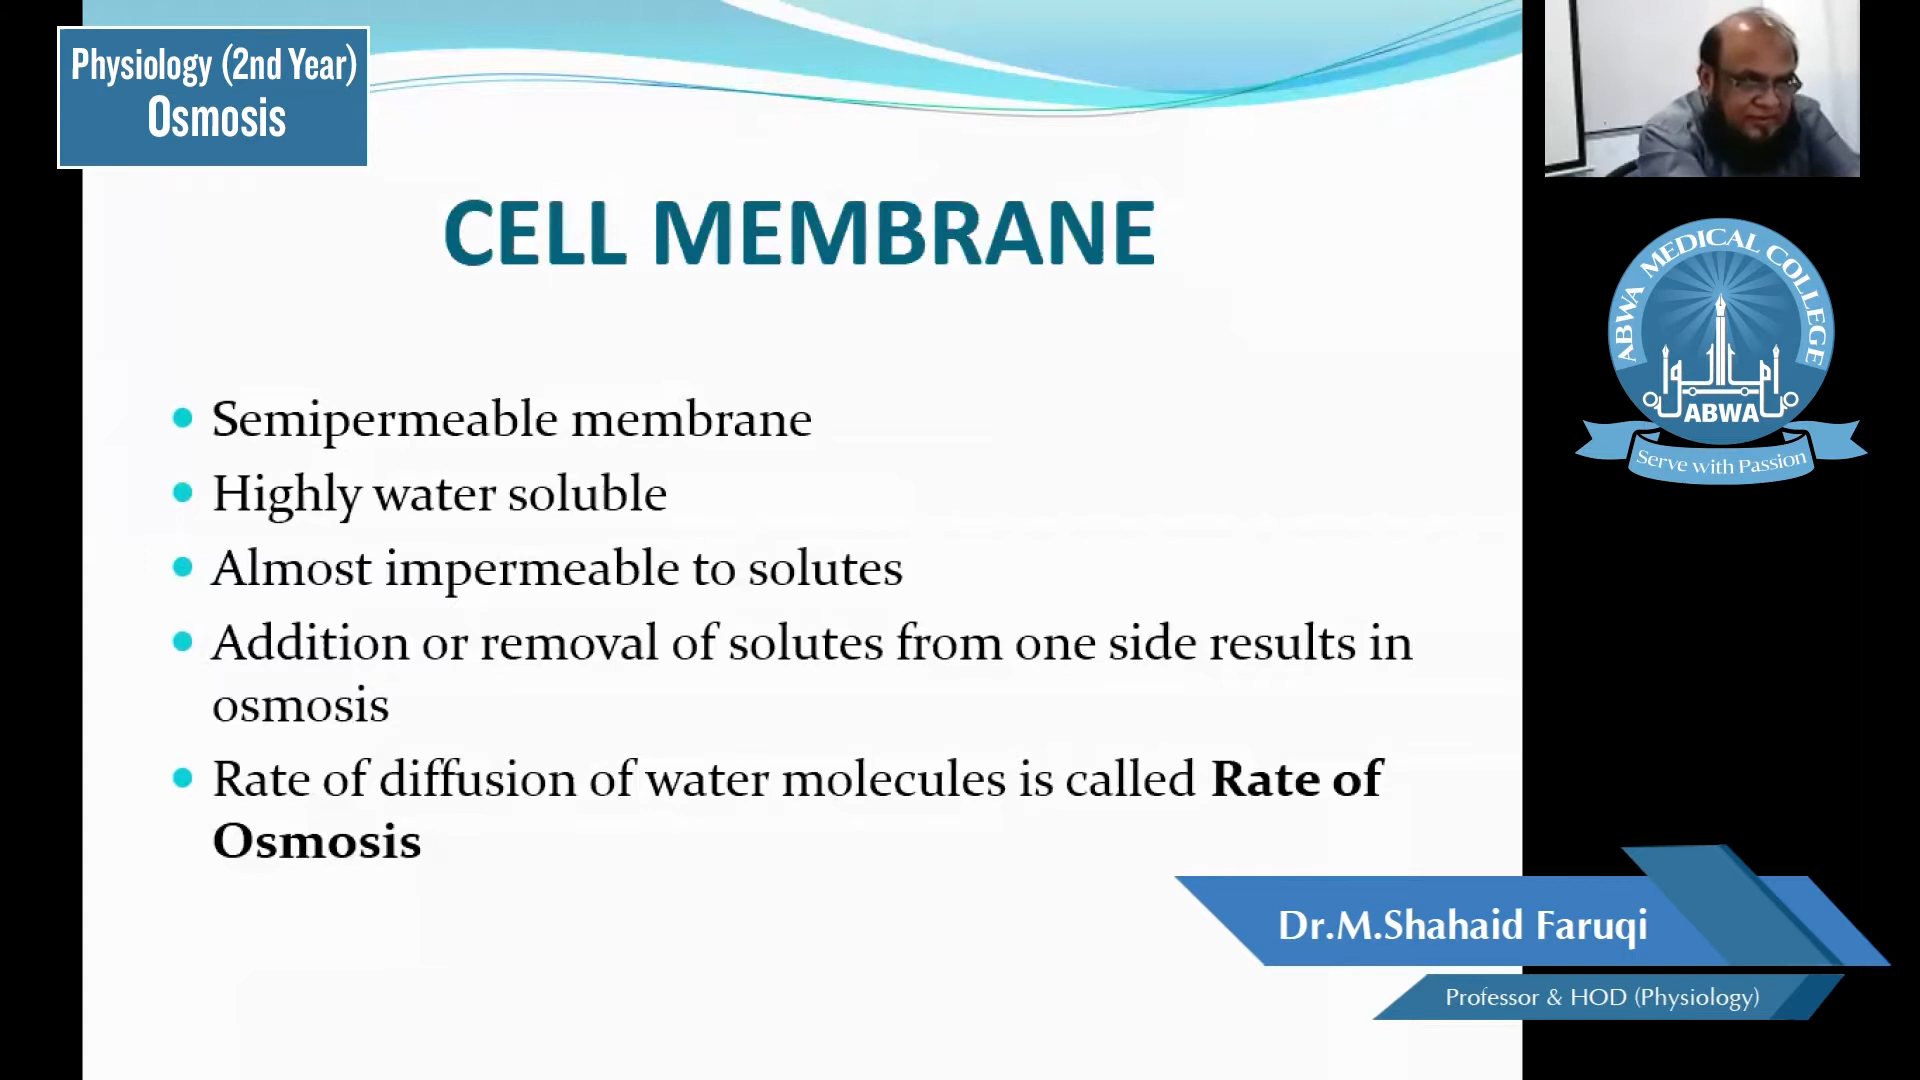 Physiology (2nd Year)
Osmosis
CELL MEMBRANE
Semipermeable membrane
Highly water soluble
Almost impermeable to solutes
Addition or removal of solutes from one side results in
osmosis
Rate of diffusion of water molecules is called Rate of
Osmosis
ABWA MEDICAL COLLEGE
ABWA
Serve with Passion
Dr.M.Shahaid Faruqi
Professor & HOD (Physiology)